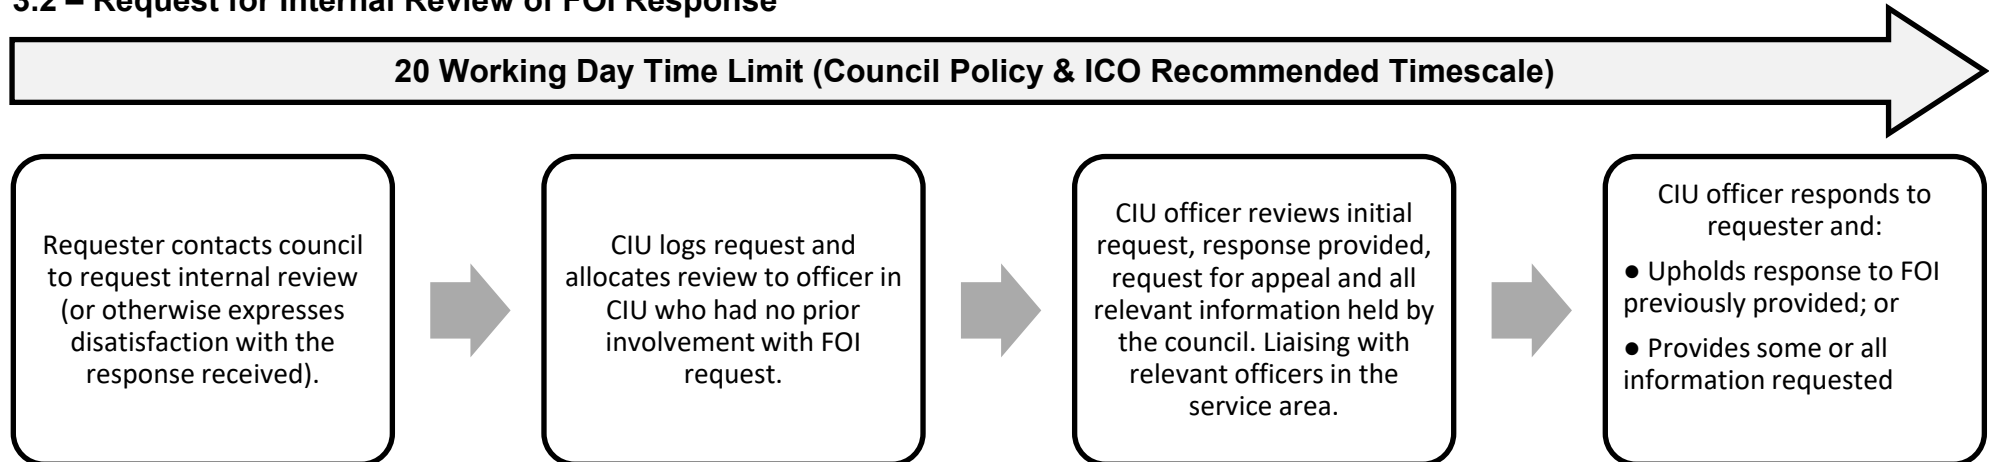 3.2 – Request for Internal Review of FOI Response
20 Working Day Time Limit (Council Policy & ICO Recommended Timescale)
Requester contacts council
to request internal review
(or otherwise expresses
disatisfaction with the
response received).
CIU logs request and
allocates review to officer in
CIU who had no prior
involvement with FOI
request.
CIU officer reviews initial
request, response provided,
request for appeal and all
relevant information held by
the council. Liaising with
relevant officers in the
service area.
CIU officer responds to
requester and:
● Upholds response to FOI
previously provided; or
● Provides some or all
information requested